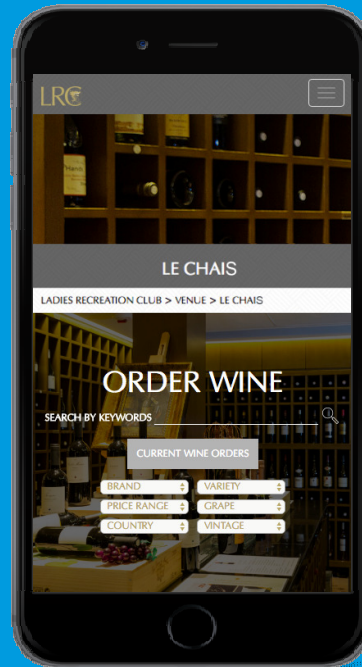 LRC
LE CHAIS
LADIES RECREATION CLUB > VENUE > LE CHAIS
ORDER WINE
SEARCH BY KEYWORDS
CURRENT WINE ORDERS
BRAND VARIETY
PRICE RANGE GRAPE
COUNTRY VINTAGE